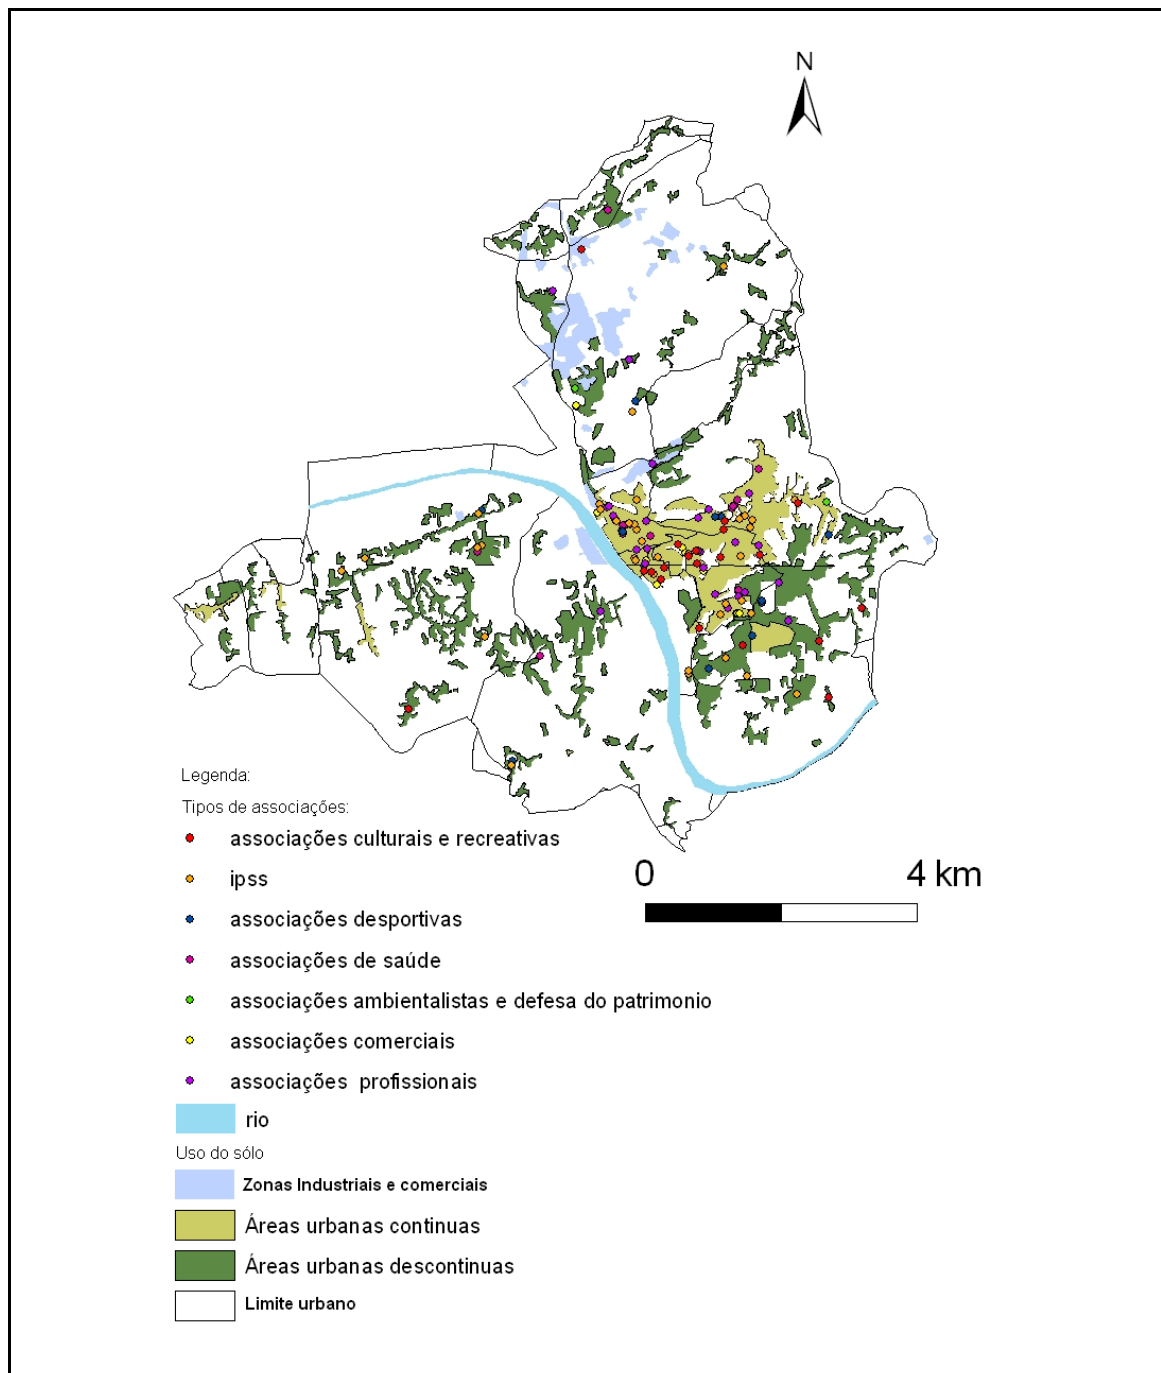 N
Legenda:
Tipos de associações:
associações culturais e recreativas
ipss
associações desportivas
associações de saúde
associações ambientalistas e defesa do patrimonio
associações comerciais
associações profissionais
rio
Uso do sólo
Zonas Industriais e comerciais
Áreas urbanas continuas
Áreas urbanas descontinuas
Limite urbano
0 4 km